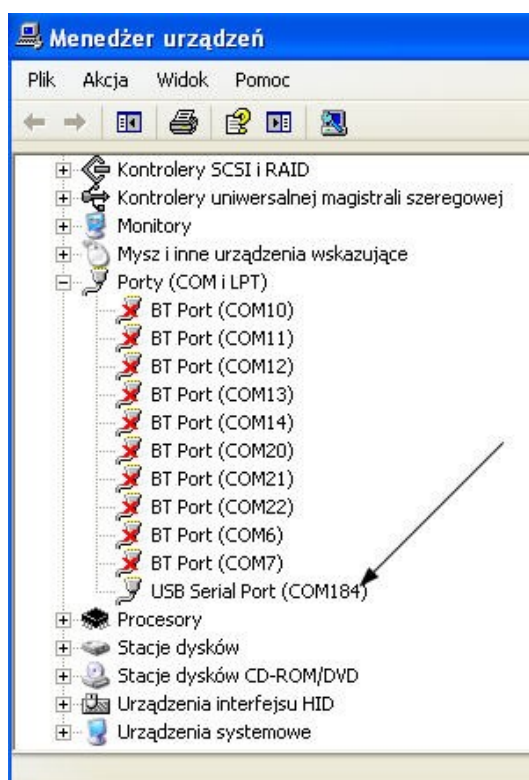 Menedżer urządzeń
Plik Akcja Widok Pomoc
Kontrolery SCSI i RAID
Kontrolery uniwersalnej magistrali szeregowej
Monitory
Mysz i inne urządzenia wskazujące
Porty (COM i LPT)
BT Port (COM10)
BT Port (COM11)
BT Port (COM12)
BT Port (COM13)
BT Port (COM14)
BT Port (COM20)
BT Port (COM21)
BT Port (COM22)
BT Port (COM6)
BT Port (COM7)
USB Serial Port (COM184)
Procesory
Stacje dysków
Stacje dysków CD-ROM/DVD
Urządzenia interfejsu HID
Urządzenia systemowe